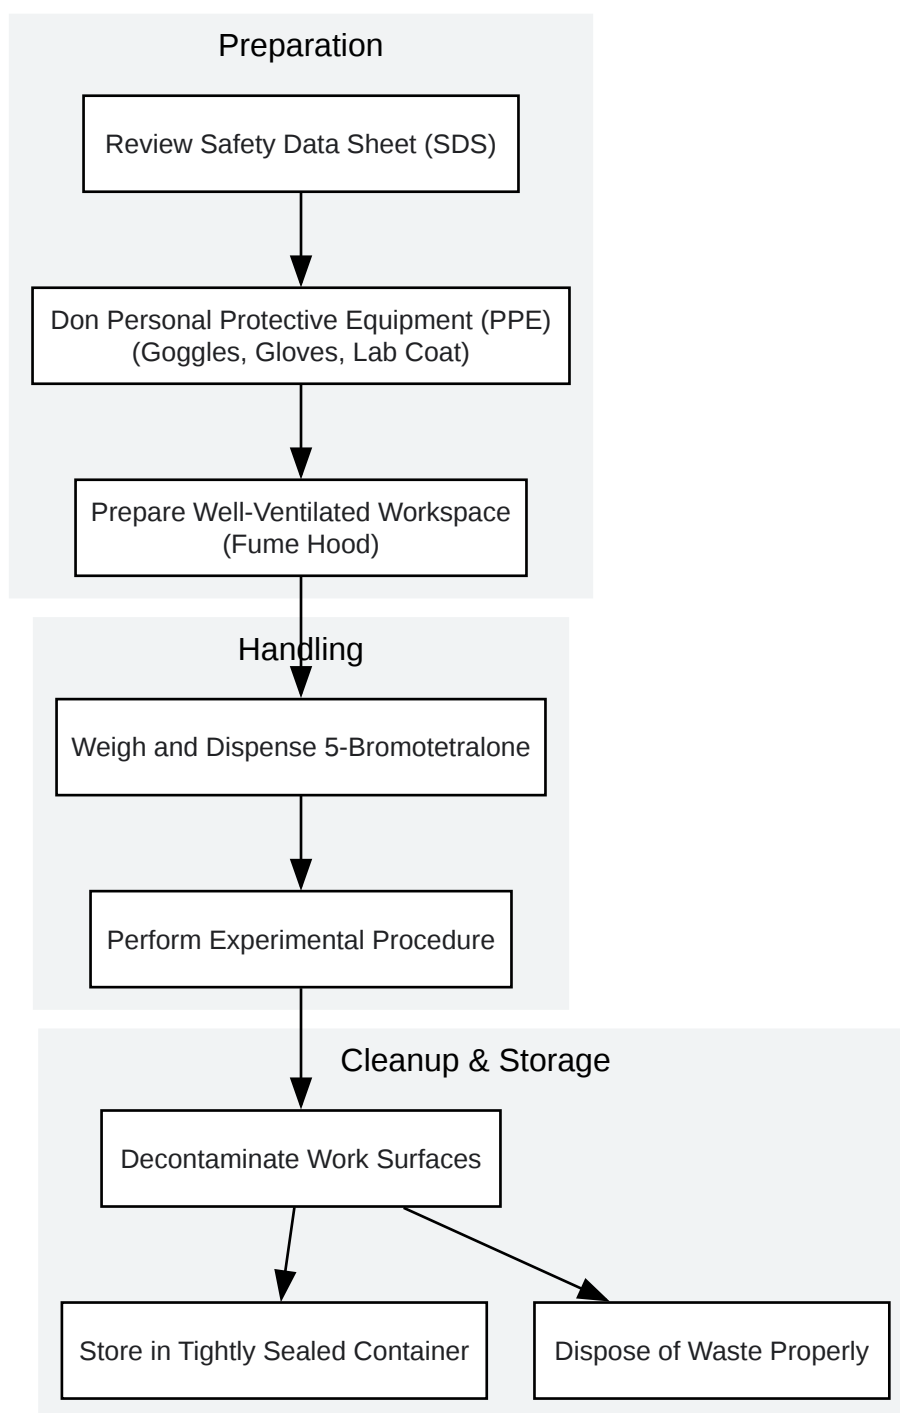 Preparation
Review Safety Data Sheet (SDS)
Don Personal Protective Equipment (PPE)
(Goggles, Gloves, Lab Coat)
Prepare Well-Ventilated Workspace
(Fume Hood)
Handling
Weigh and Dispense 5-Bromotetralone
Perform Experimental Procedure
Cleanup & Storage
Decontaminate Work Surfaces
Store in Tightly Sealed Container
Dispose of Waste Properly